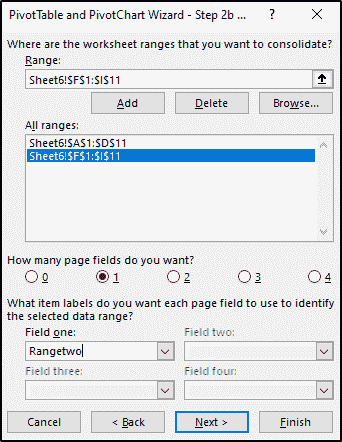 PivotTable and PivotChart Wizard - Step 2b ...
Where are the worksheet ranges that you want to consolidate?
Range:
Sheet6!$F$1:$I$11
Add Delete Browse...
All ranges:
Sheet6!$A$1:$D$11
Sheet6!$F$1:$I$11
How many page fields do you want?
0 1 2 3 4
What item labels do you want each page field to use to identify
the selected data range?
Field one: Field two:
Rangetwo
Field three: Field four:
Cancel < Back Next > Finish